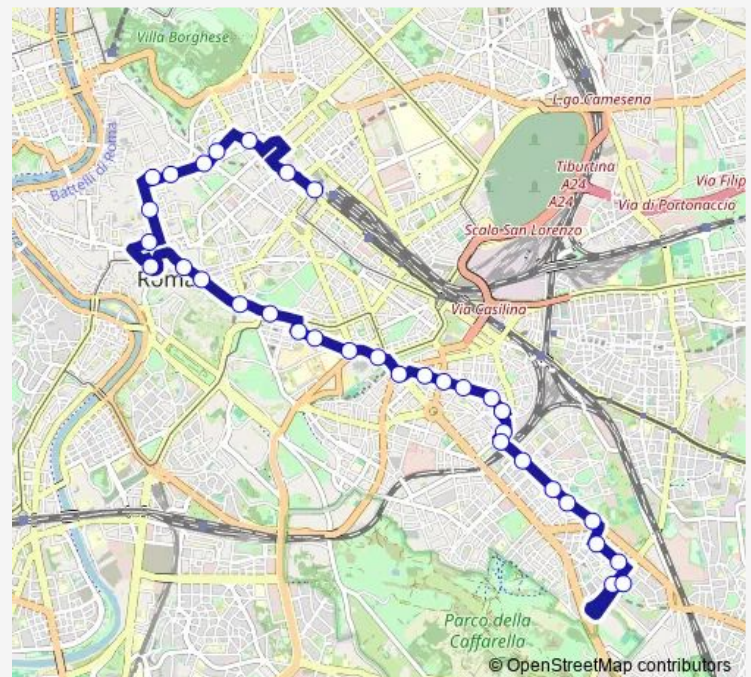 Villa Borghese
L.go Camesena
Battelli di Roma
Tiburtina
A24
A24
Via Filip
Via di Portonaccio
Scalo San Lorenzo
Roma
Via Casilina
Parco della
Caffarella
© OpenStreetMap contributors